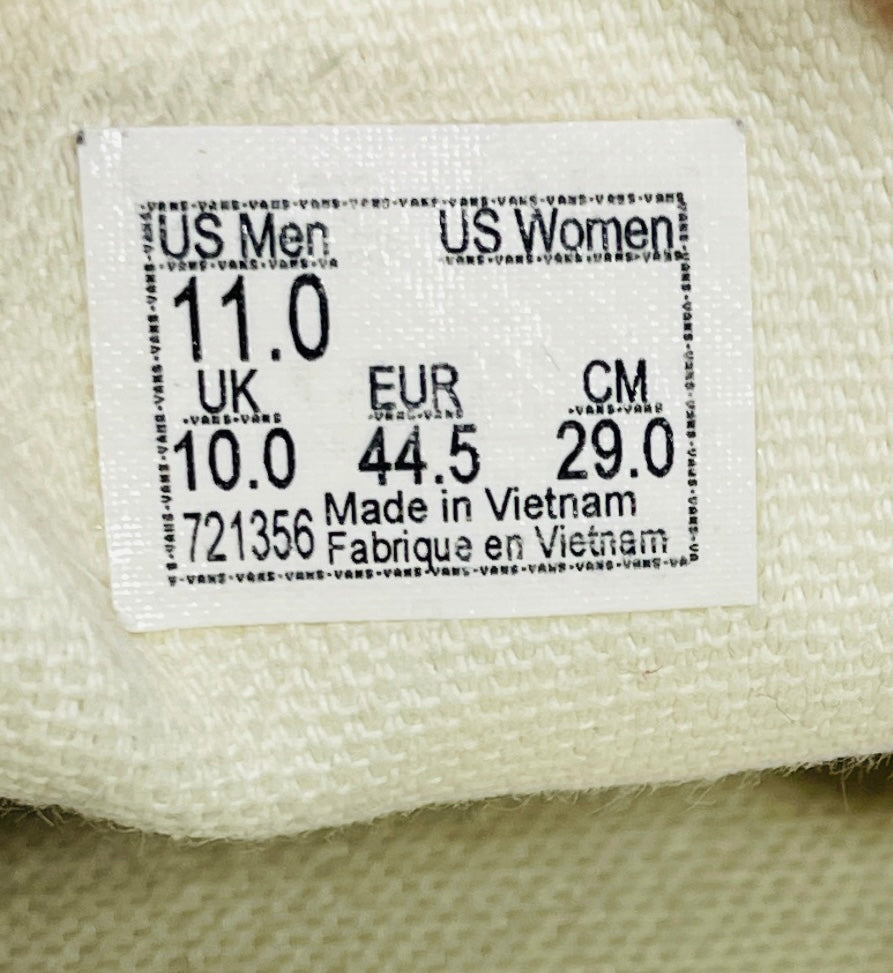 US Men US Women
11.0
UK EUR CM
10.0 44.5 29.0
721356 Made in Vietnam
Fabrique en Vietnam